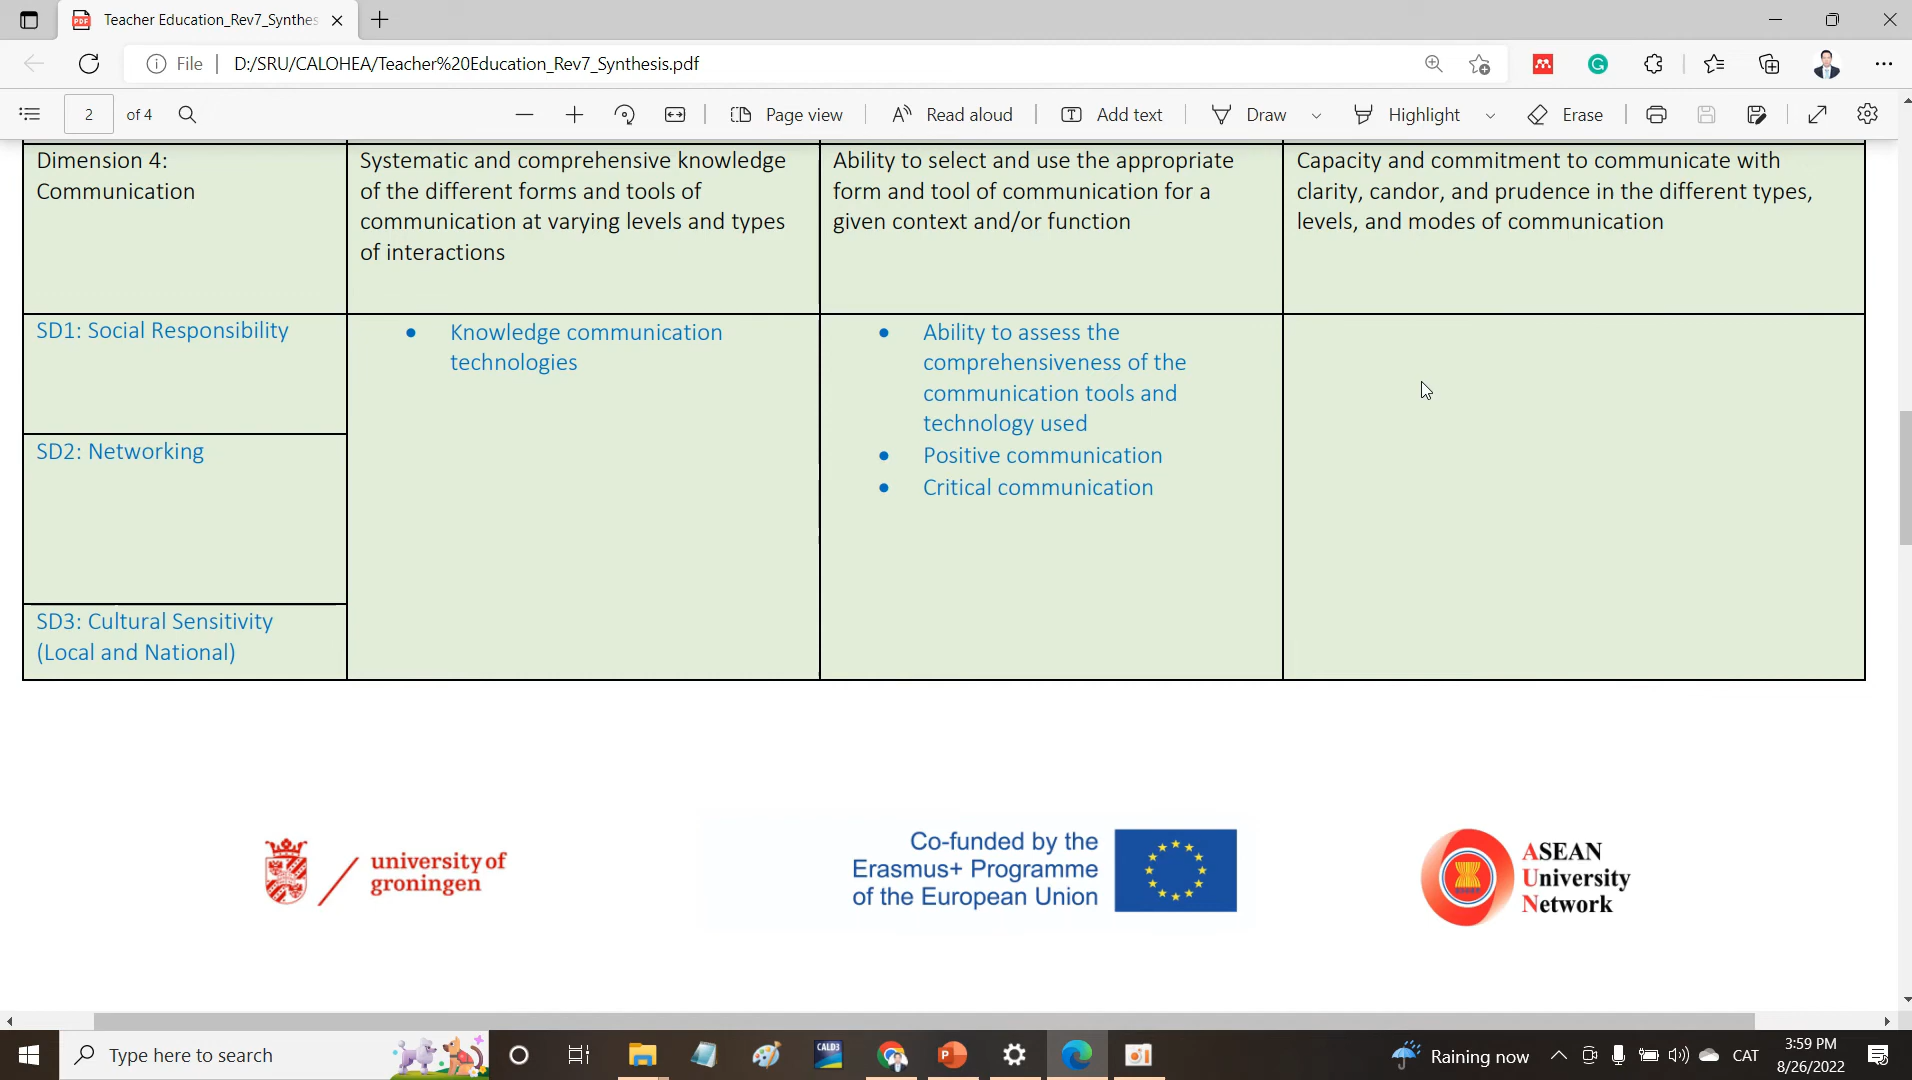 Teacher Education_Rev7_Synthes
File
D:/SRU/CALOHEA/Teacher%20Education_Rev7_Synthesis.pdf
2 of 4
Page view
Read aloud
Add text
Draw
Highlight
Erase
Dimension 4:
Communication
Systematic and comprehensive knowledge
of the different forms and tools of
communication at varying levels and types
of interactions
Ability to select and use the appropriate
form and tool of communication for a
given context and/or function
Capacity and commitment to communicate with
clarity, candor, and prudence in the different types,
levels, and modes of communication
SD1: Social Responsibility
SD2: Networking
SD3: Cultural Sensitivity
(Local and National)
• Knowledge communication
technologies
• Ability to assess the
comprehensiveness of the
communication tools and
technology used
• Positive communication
• Critical communication
university of
groningen
Co-funded by the
Erasmus+ Programme
of the European Union
ASEAN
University
Network
Type here to search
CALD3
Raining now
CAT
3:59 PM
8/26/2022